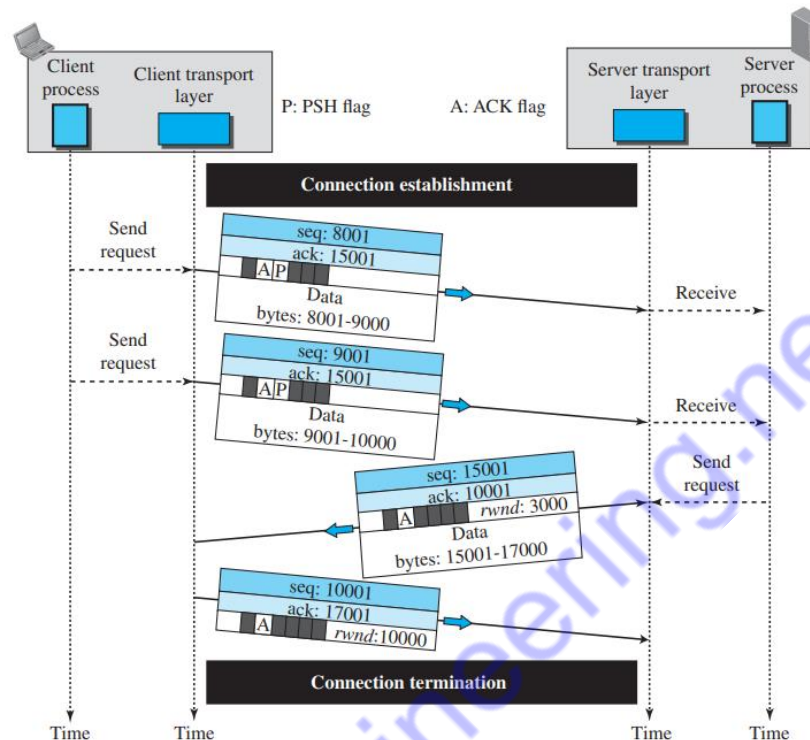 Client
process
Client transport
layer
P: PSH flag
A: ACK flag
Server transport
layer
Server
process
Connection establishment
Send
request
seq: 8001
ack: 15001
A P
Data
bytes: 8001-9000
Receive
Send
request
seq: 9001
ack: 15001
A P
Data
bytes: 9001-10000
Receive
Send
request
seq: 15001
ack: 10001
A
rwnd: 3000
Data
bytes: 15001-17000
seq: 10001
ack: 17001
A
rwnd:10000
Connection termination
Time
Time
Time
Time